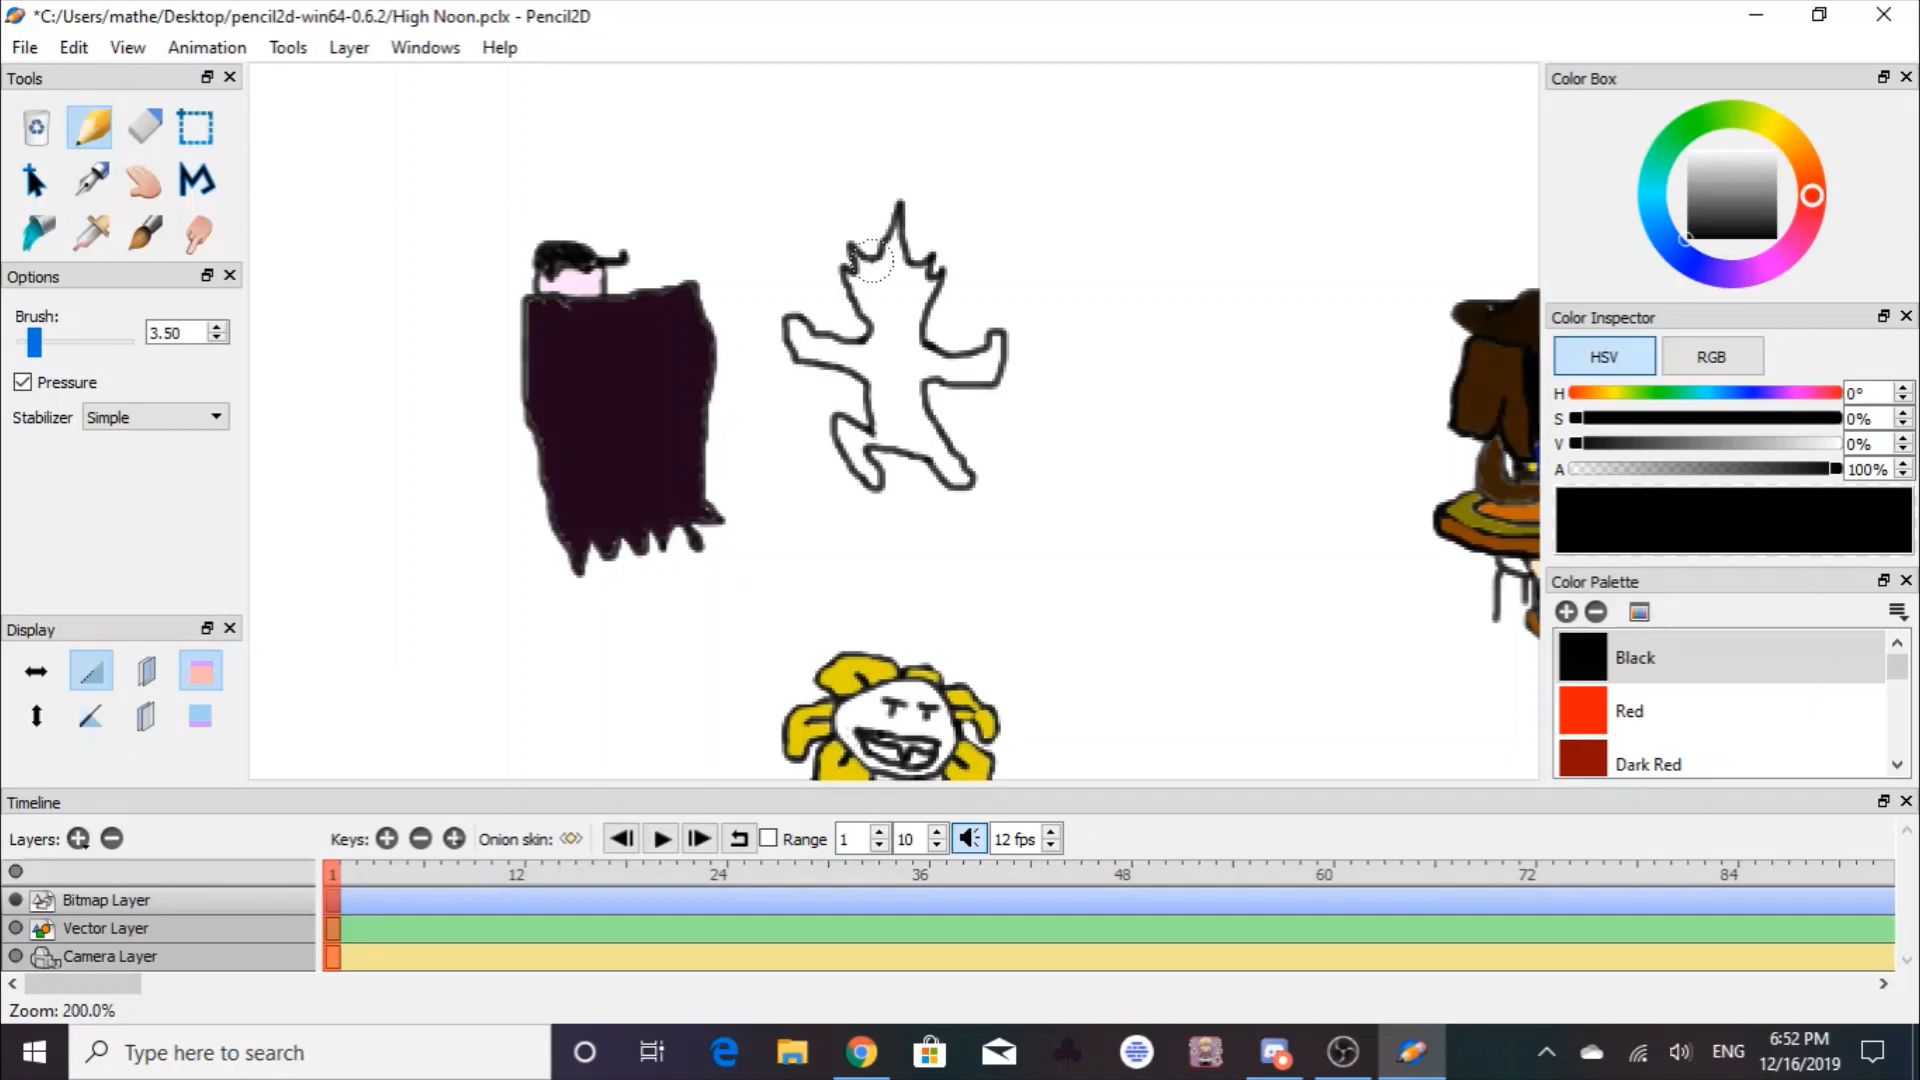 *C:/Users/mathe/Desktop/pencil2d-win64-0.6.2/High Noon.pclx - Pencil2D
File Edit View Animation Tools Layer Windows Help
Tools
Options
Brush:
3.50
Pressure
Stabilizer Simple
Display
Color Box
Color Inspector
HSV RGB
H 0°
S 0%
V 0%
A 100%
Color Palette
Black
Red
Dark Red
Timeline
Layers: Keys: Onion skin: Range 1 10 12 fps
1 12 24 36 48 60 72 84
Bitmap Layer
Vector Layer
Camera Layer
Zoom: 200.0%
Type here to search
ENG
6:52 PM
12/16/2019